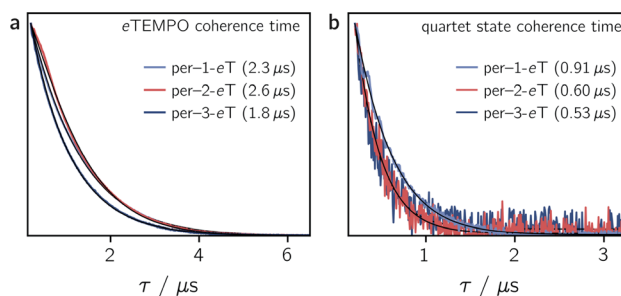 a
eTEMPO coherence time
per–1-eT (2.3 μs)
per–2-eT (2.6 μs)
per–3-eT (1.8 μs)
2 4 6
τ / μs
b
quartet state coherence time
per–1-eT (0.91 μs)
per–2-eT (0.60 μs)
per–3-eT (0.53 μs)
1 2 3
τ / μs